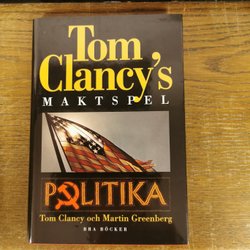 Tom
Clancy's
MAKTSPEL
POLITIKA
Tom Clancy och Martin Greenberg
BRA BÖCKER